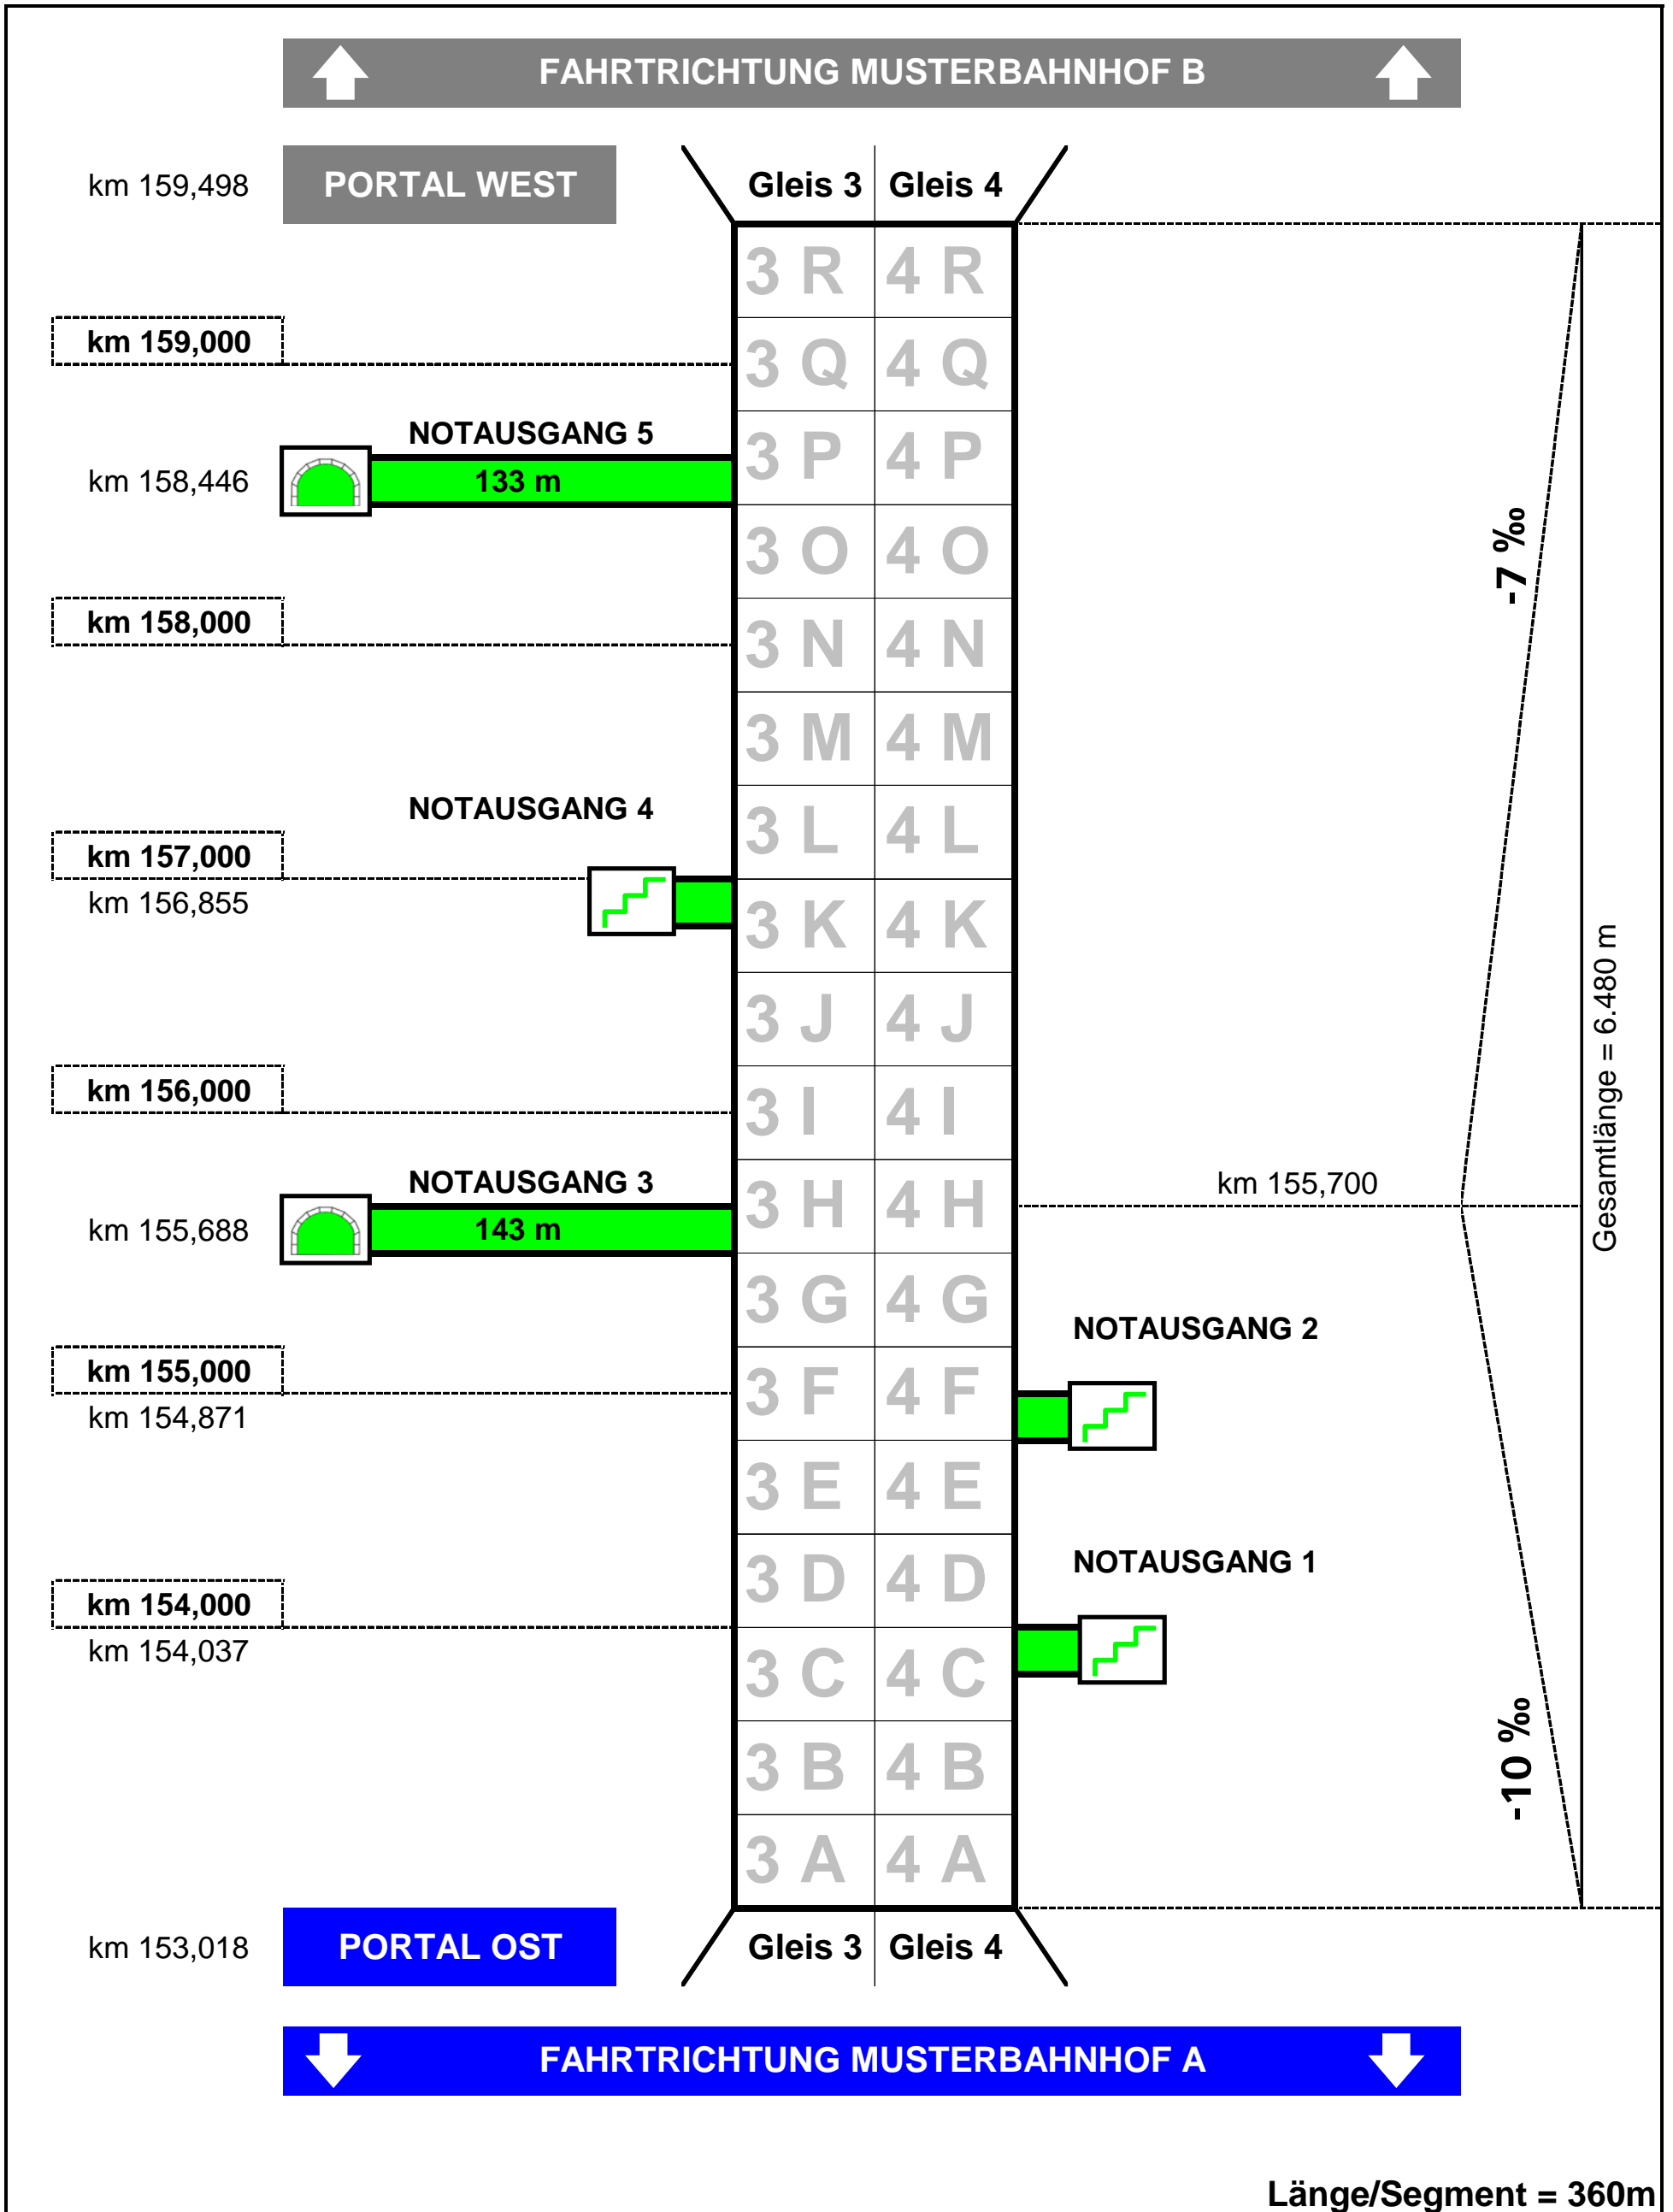 FAHRTRICHTUNG MUSTERBAHNHOF B
km 159,498
PORTAL WEST
Gleis 3
Gleis 4
3 R
4 R
km 159,000
3 Q
4 Q
NOTAUSGANG 5
km 158,446
133 m
3 P
4 P
3 O
4 O
-7 ‰
km 158,000
3 N
4 N
3 M
4 M
NOTAUSGANG 4
3 L
4 L
km 157,000
km 156,855
3 K
4 K
3 J
4 J
Gesamtlänge = 6.480 m
km 156,000
3 I
4 I
NOTAUSGANG 3
km 155,688
143 m
3 H
4 H
km 155,700
3 G
4 G
NOTAUSGANG 2
km 155,000
km 154,871
3 F
4 F
3 E
4 E
3 D
4 D
NOTAUSGANG 1
km 154,000
km 154,037
3 C
4 C
-10 ‰
3 B
4 B
3 A
4 A
km 153,018
PORTAL OST
Gleis 3
Gleis 4
FAHRTRICHTUNG MUSTERBAHNHOF A
Länge/Segment = 360m